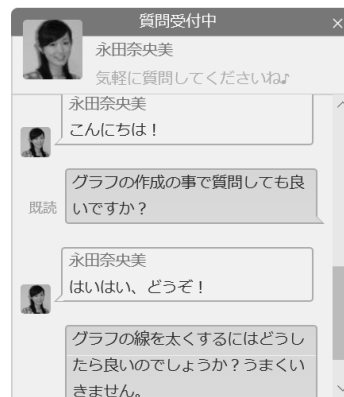 質問受付中
×
永田奈央美
気軽に質問してくださいね♪
永田奈央美
こんにちは！
グラフの作成の事で質問しても良
いですか？
既読
永田奈央美
はいはい、どうぞ！
グラフの線を太くするにはどうし
たら良いのでしょうか？うまくい
きません。